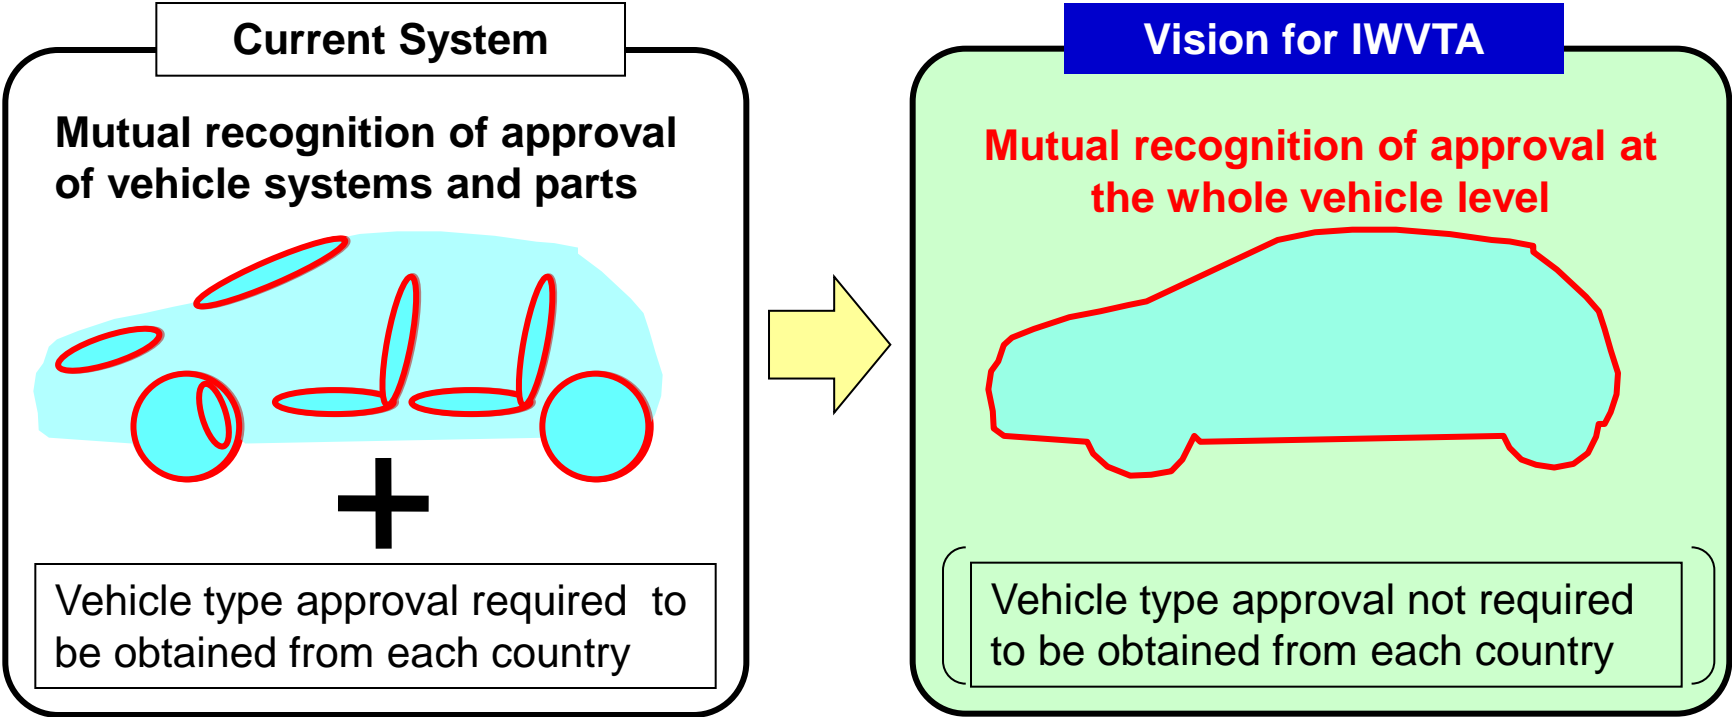 Current System
Mutual recognition of approval
of vehicle systems and parts
Vehicle type approval required to
be obtained from each country
Vision for IWVTA
Mutual recognition of approval at
the whole vehicle level
Vehicle type approval not required
to be obtained from each country